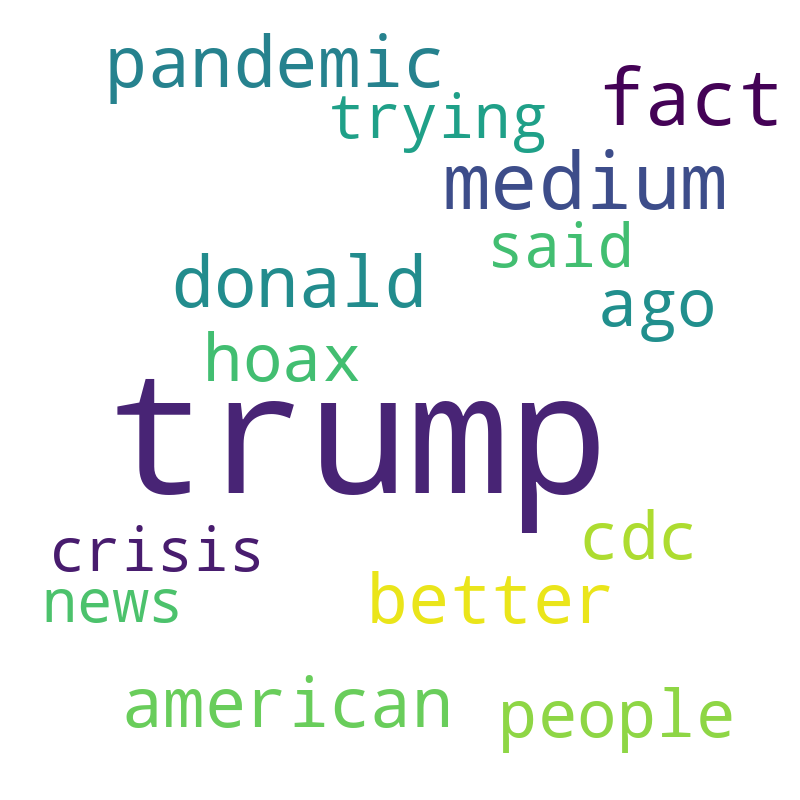 pandemic
fact
trying
medium
said
donald
ago
hoax
trump
cdc
crisis
better
news
american
people